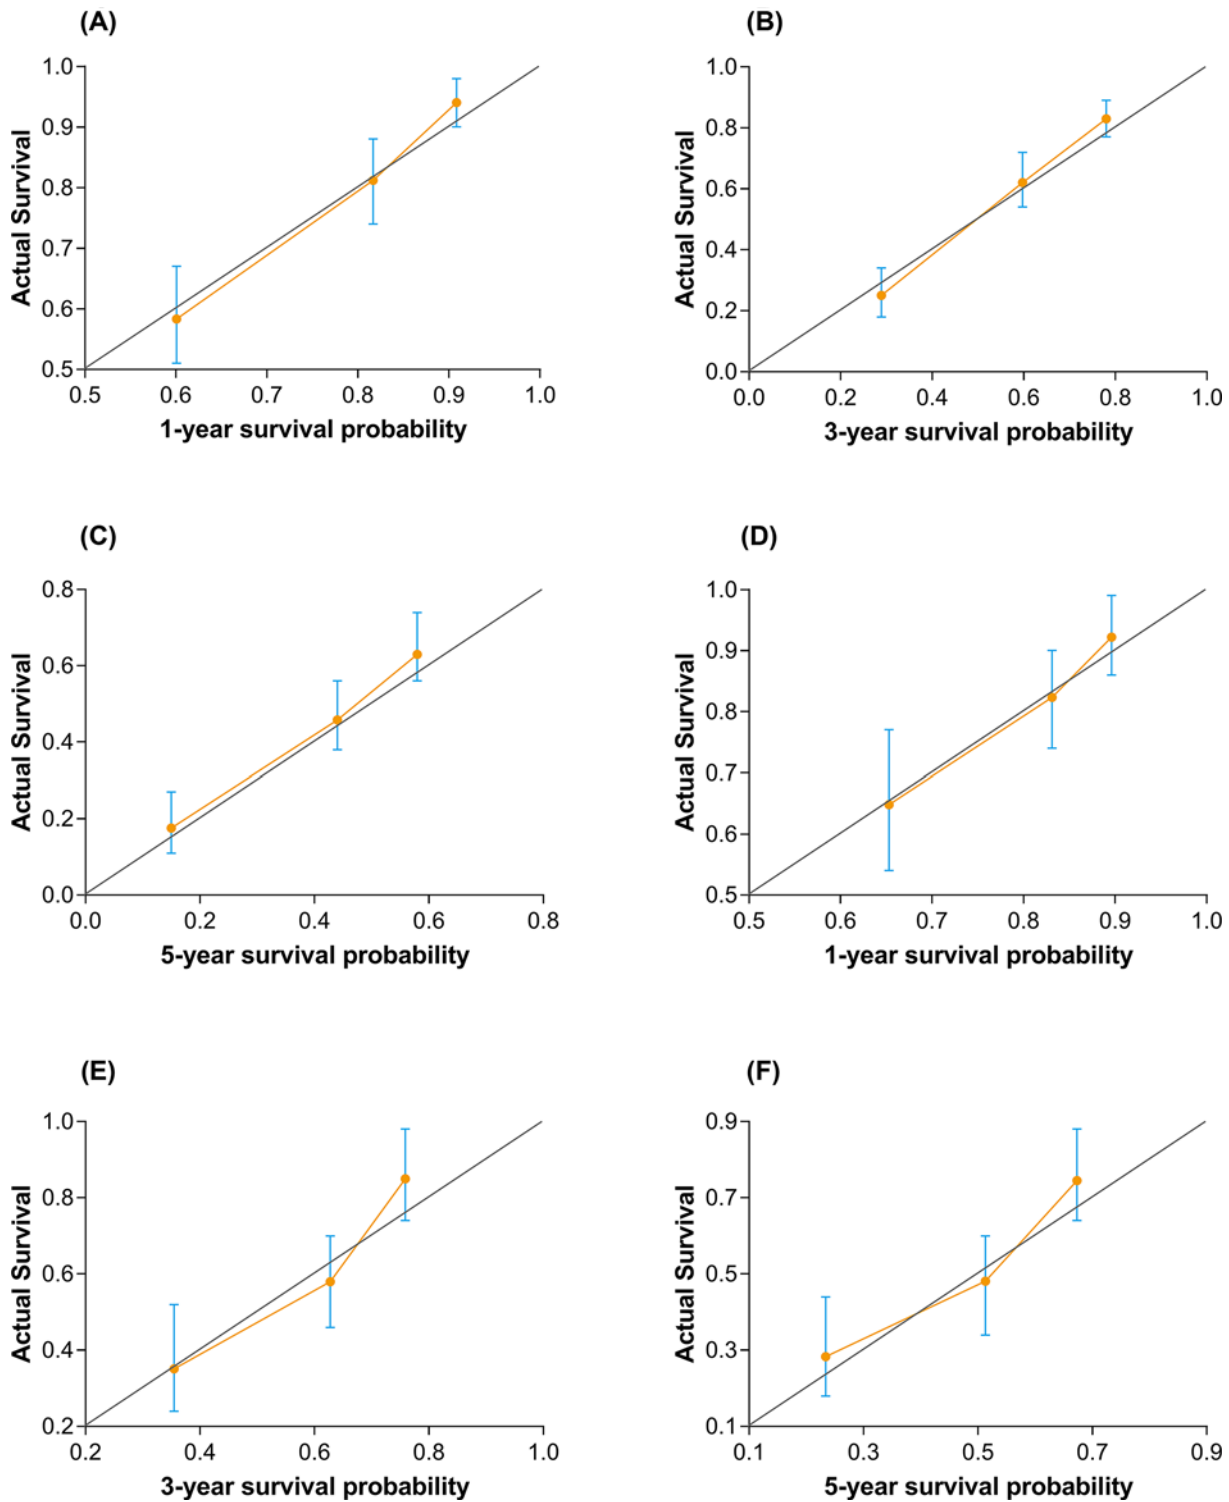 (A)
1.0
0.9
0.8
0.7
0.6
0.5
Actual Survival
0.5 0.6 0.7 0.8 0.9 1.0
1-year survival probability
(B)
1.0
0.8
0.6
0.4
0.2
0.0
Actual Survival
0.0 0.2 0.4 0.6 0.8 1.0
3-year survival probability
(C)
0.8
0.6
0.4
0.2
0.0
Actual Survival
0.0 0.2 0.4 0.6 0.8
5-year survival probability
(D)
1.0
0.9
0.8
0.7
0.6
0.5
Actual Survival
0.5 0.6 0.7 0.8 0.9 1.0
1-year survival probability
(E)
1.0
0.8
0.6
0.4
0.2
Actual Survival
0.2 0.4 0.6 0.8 1.0
3-year survival probability
(F)
0.9
0.7
0.5
0.3
0.1
Actual Survival
0.1 0.3 0.5 0.7 0.9
5-year survival probability